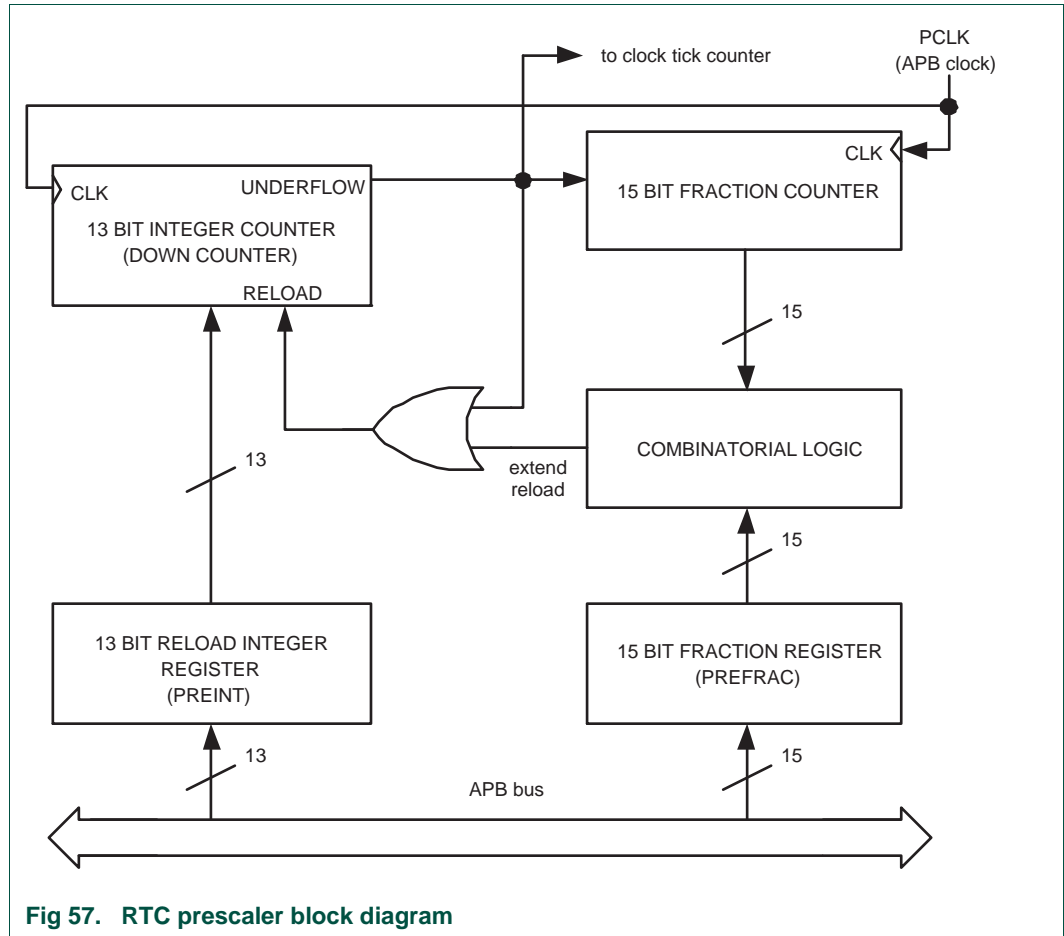 to clock tick counter
PCLK
(APB clock)
CLK
UNDERFLOW
13 BIT INTEGER COUNTER
(DOWN COUNTER)
RELOAD
CLK
15 BIT FRACTION COUNTER
15
COMBINATORIAL LOGIC
extend
reload
13
15
13 BIT RELOAD INTEGER
REGISTER
(PREINT)
15 BIT FRACTION REGISTER
(PREFRAC)
13
15
APB bus
Fig 57. RTC prescaler block diagram